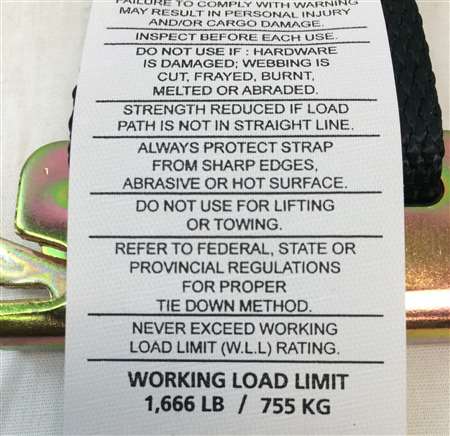 FAILURE TO COMPLY WITH WARNING
MAY RESULT IN PERSONAL INJURY
AND/OR CARGO DAMAGE.
INSPECT BEFORE EACH USE.
DO NOT USE IF : HARDWARE
IS DAMAGED; WEBBING IS
CUT, FRAYED, BURNT,
MELTED OR ABRADED.
STRENGTH REDUCED IF LOAD
PATH IS NOT IN STRAIGHT LINE.
ALWAYS PROTECT STRAP
FROM SHARP EDGES,
ABRASIVE OR HOT SURFACE.
DO NOT USE FOR LIFTING
OR TOWING.
REFER TO FEDERAL, STATE OR
PROVINCIAL REGULATIONS
FOR PROPER
TIE DOWN METHOD.
NEVER EXCEED WORKING
LOAD LIMIT (W.L.L) RATING.
WORKING LOAD LIMIT
1,666 LB / 755 KG